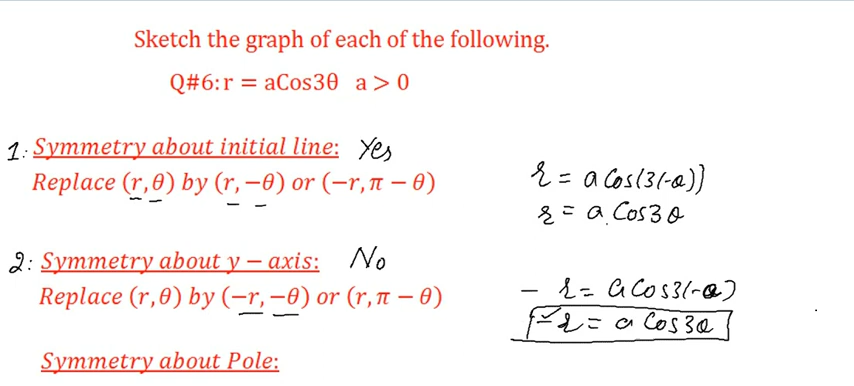 Sketch the graph of each of the following.
Q#6: r = aCos3θ a > 0
1: Symmetry about initial line: Yes
Replace (r, θ) by (r, −θ) or (−r, π − θ)
r = a Cos(3(-θ))
r = a. Cos3θ
2: Symmetry about y − axis: No
Replace (r, θ) by (−r, −θ) or (r, π − θ)
- r = a Cos3(-θ)
- r = a Cos3θ
Symmetry about Pole: